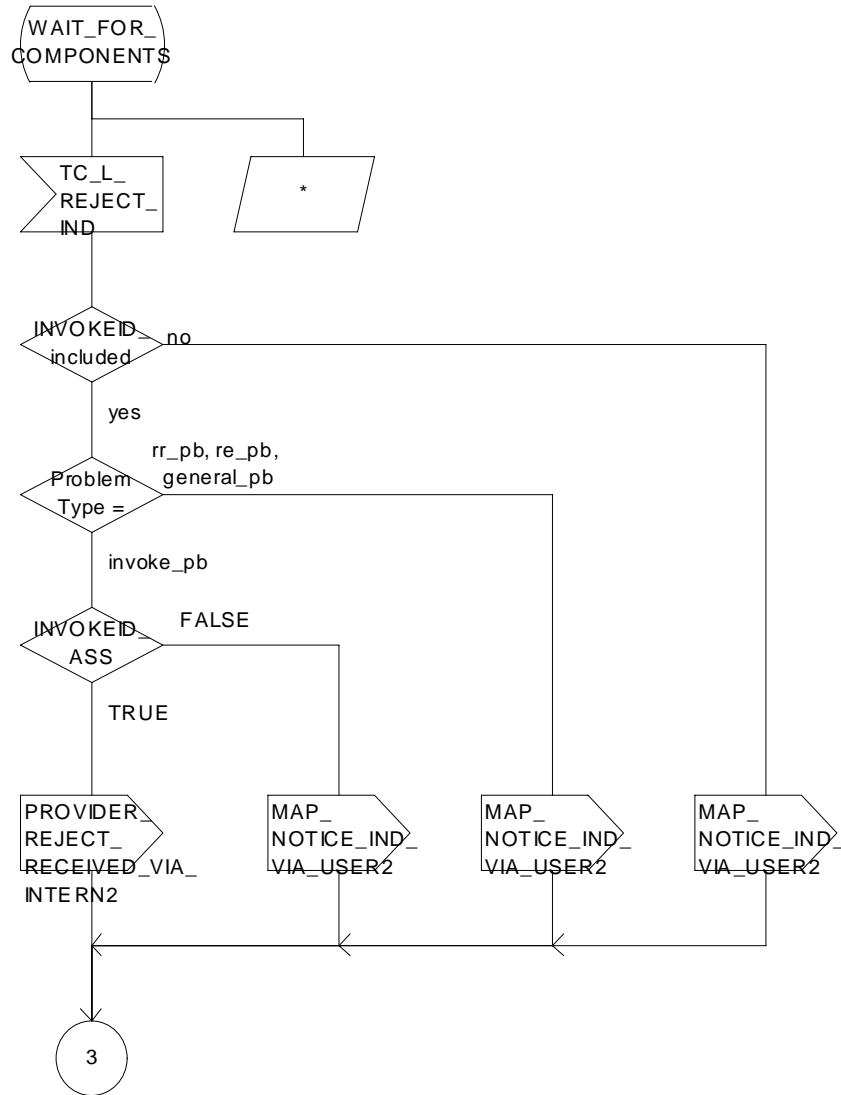 WAIT_FOR_
COMPONENTS
TC_L_
REJECT_
IND
*
INVOKEID_
included
no
yes
rr_pb, re_pb,
general_pb
Problem
Type =
invoke_pb
INVOKEID_
ASS
FALSE
TRUE
PROVIDER_
REJECT_
RECEIVED_VIA_
INTERN2
MAP_
NOTICE_IND_
VIA_USER2
MAP_
NOTICE_IND_
VIA_USER2
MAP_
NOTICE_IND_
VIA_USER2
3